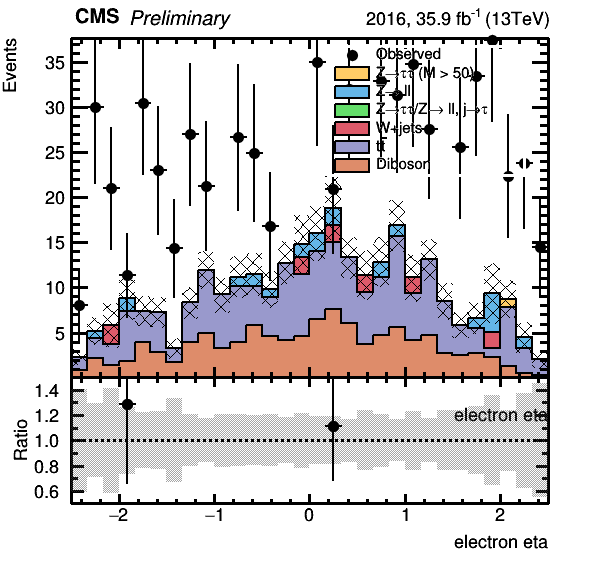 CMS Preliminary 2016, 35.9 fb⁻¹ (13TeV)
Events
35
30
25
20
15
10
5
Observed
Z→ττ (M > 50)
Z→ll
Z→ττ/Z→ ll, j→τ
W+jets
tt̄
Diboson
Ratio
1.4
1.2
1.0
0.8
0.6
electron eta
−2 −1 0 1 2
electron eta